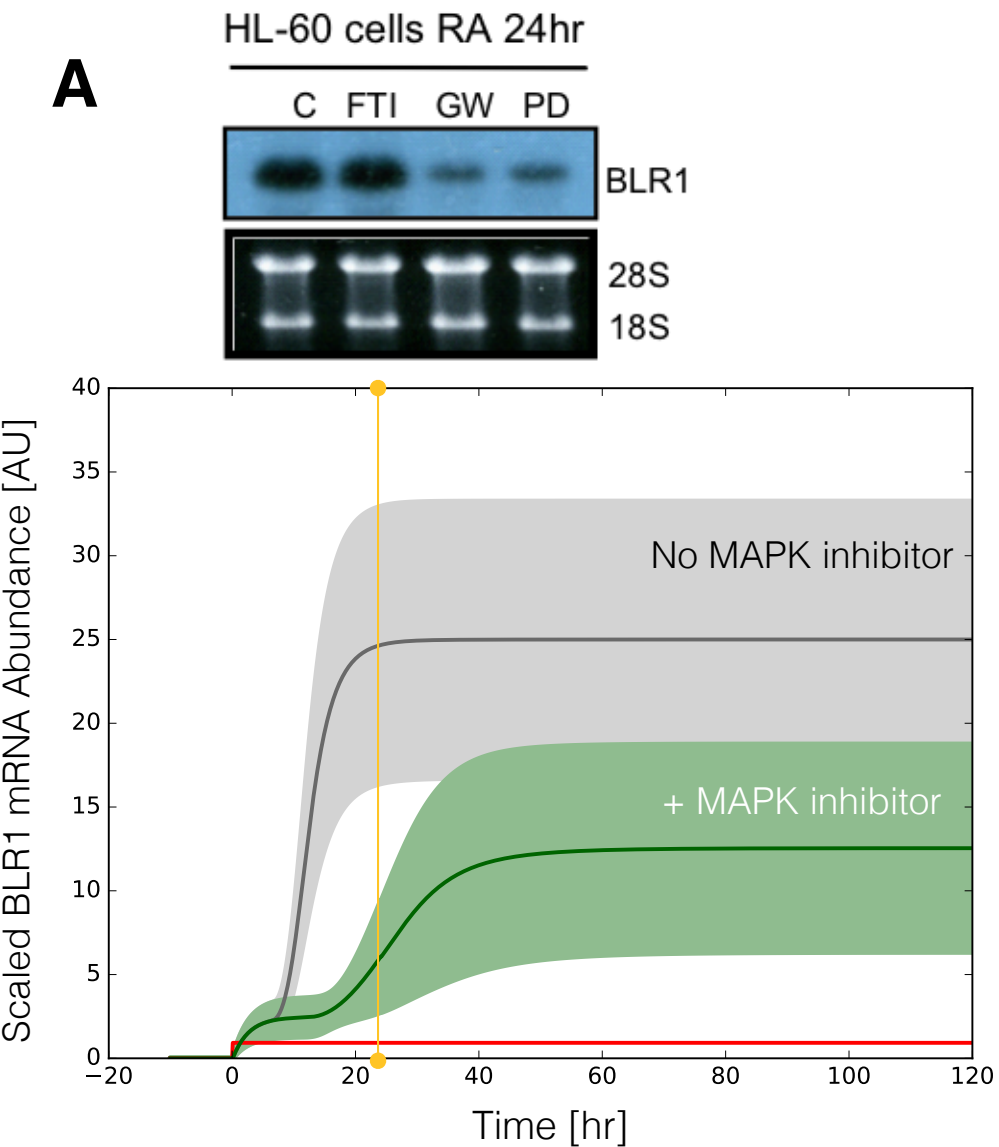 HL-60 cells RA 24hr
A
C FTI GW PD
BLR1
28S
18S
Scaled BLR1 mRNA Abundance [AU]
40
35
30
25
20
15
10
5
0
No MAPK inhibitor
+ MAPK inhibitor
−20 0 20 40 60 80 100 120
Time [hr]